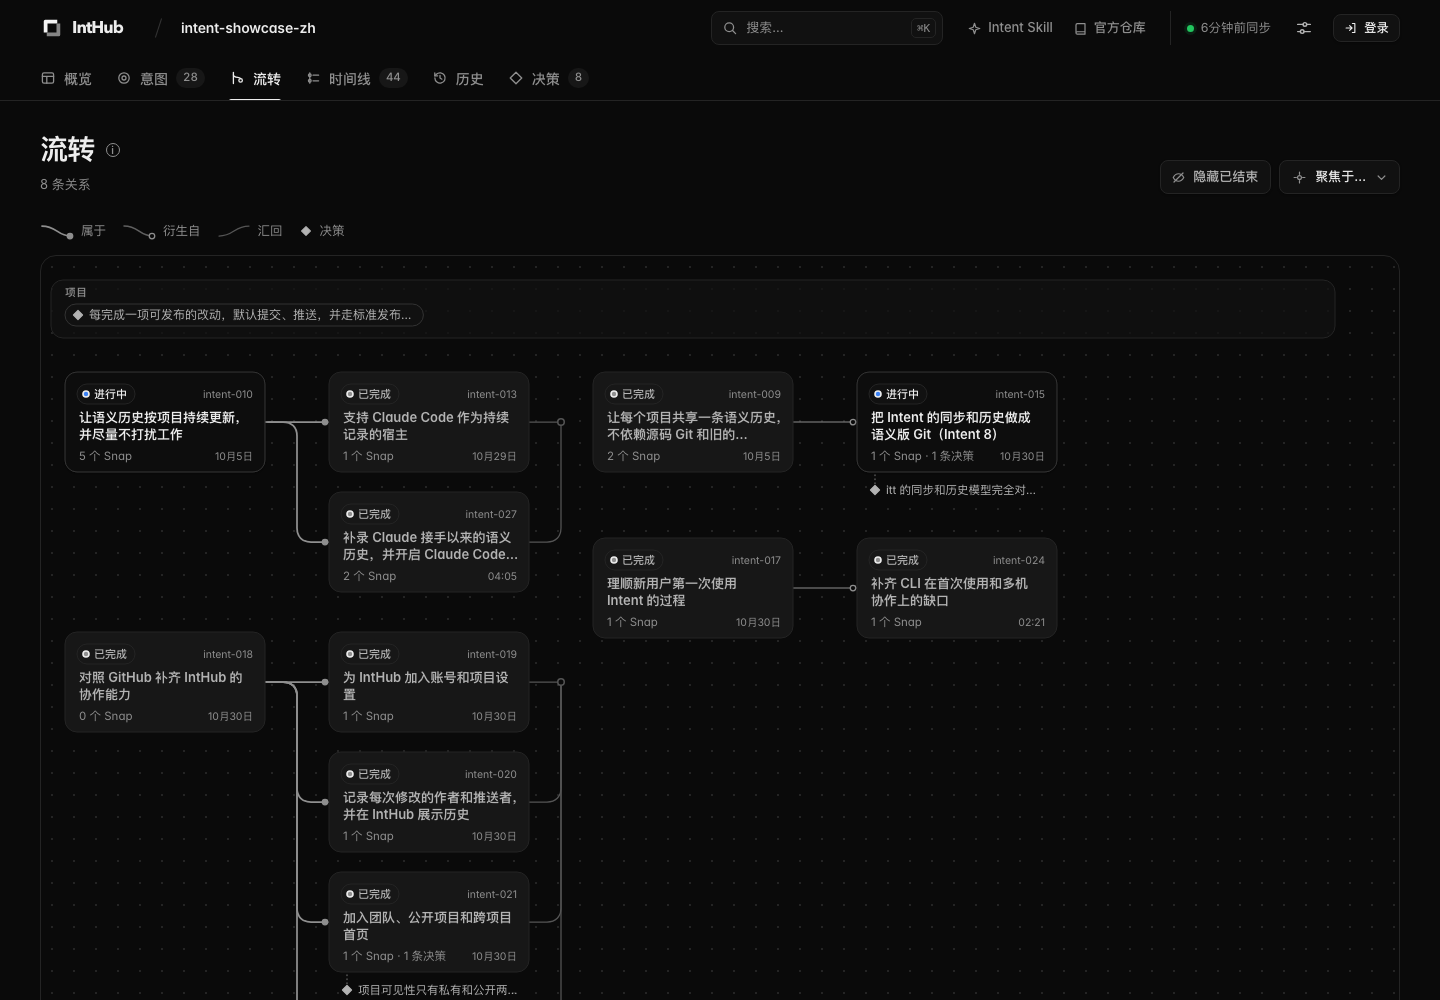 IntHub
intent-showcase-zh
搜索...
⌘K
Intent Skill
官方仓库
6分钟前同步
登录
概览
意图 28
流转
时间线 44
历史
决策 8
流转
8 条关系
隐藏已结束
聚焦于...
属于
衍生自
汇回
决策
项目
每完成一项可发布的改动，默认提交、推送，并走标准发布...
进行中 intent-010
让语义历史按项目持续更新，
并尽量不打扰工作
5 个 Snap 10月5日
已完成 intent-013
支持 Claude Code 作为持续
记录的宿主
1 个 Snap 10月29日
已完成 intent-009
让每个项目共享一条语义历史，
不依赖源码 Git 和旧的...
2 个 Snap 10月5日
进行中 intent-015
把 Intent 的同步和历史做成
语义版 Git（Intent 8）
1 个 Snap · 1 条决策 10月30日
itt 的同步和历史模型完全对...
已完成 intent-027
补录 Claude 接手以来的语义
历史，并开启 Claude Code...
2 个 Snap 04:05
已完成 intent-017
理顺新用户第一次使用
Intent 的过程
1 个 Snap 10月30日
已完成 intent-024
补齐 CLI 在首次使用和多机
协作上的缺口
1 个 Snap 02:21
已完成 intent-018
对照 GitHub 补齐 IntHub 的
协作能力
0 个 Snap 10月30日
已完成 intent-019
为 IntHub 加入账号和项目设
置
1 个 Snap 10月30日
已完成 intent-020
记录每次修改的作者和推送者，
并在 IntHub 展示历史
1 个 Snap 10月30日
已完成 intent-021
加入团队、公开项目和跨项目
首页
1 个 Snap · 1 条决策 10月30日
项目可见性只有私有和公开两...